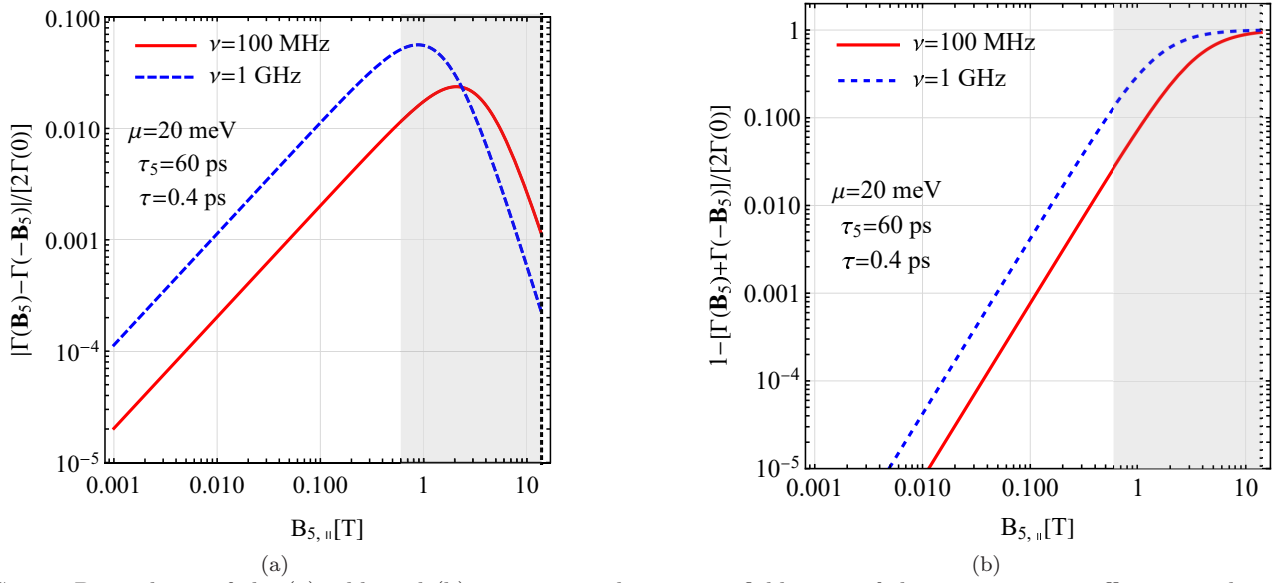 0.100
0.010
0.001
10⁻⁴
10⁻⁵
|Γ(B₅)−Γ(−B₅)|/[2Γ(0)]
ν=100 MHz
ν=1 GHz
μ=20 meV
τ₅=60 ps
τ=0.4 ps
0.001 0.010 0.100 1 10
B₅,∥[T]
(a)
1
0.100
0.010
0.001
10⁻⁴
10⁻⁵
1−[Γ(B₅)+Γ(−B₅)]/[2Γ(0)]
ν=100 MHz
ν=1 GHz
μ=20 meV
τ₅=60 ps
τ=0.4 ps
0.001 0.010 0.100 1 10
B₅,∥[T]
(b)